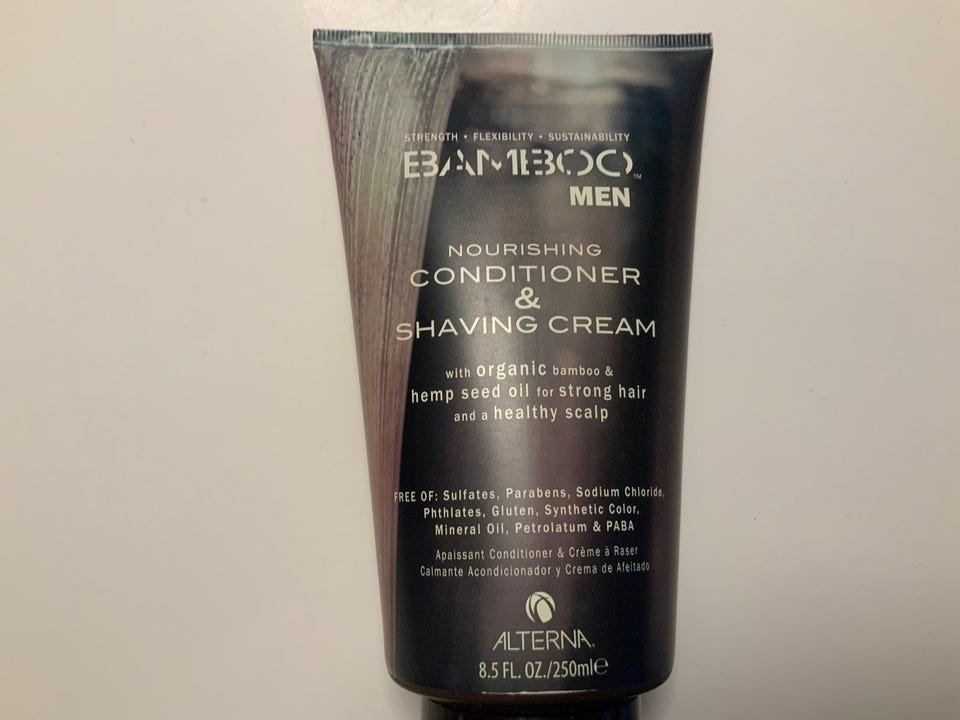 STRENGTH • FLEXIBILITY • SUSTAINABILITY
BAMBOO™
MEN
NOURISHING
CONDITIONER
&
SHAVING CREAM
with organic bamboo &
hemp seed oil for strong hair
and a healthy scalp
FREE OF: Sulfates, Parabens, Sodium Chloride,
Phthlates, Gluten, Synthetic Color,
Mineral Oil, Petrolatum & PABA
Apaissant Conditioner & Crème à Raser
Calmante Acondicionador y Crema de Afeitado
ALTERNA®
8.5 FL. OZ./250ml℮